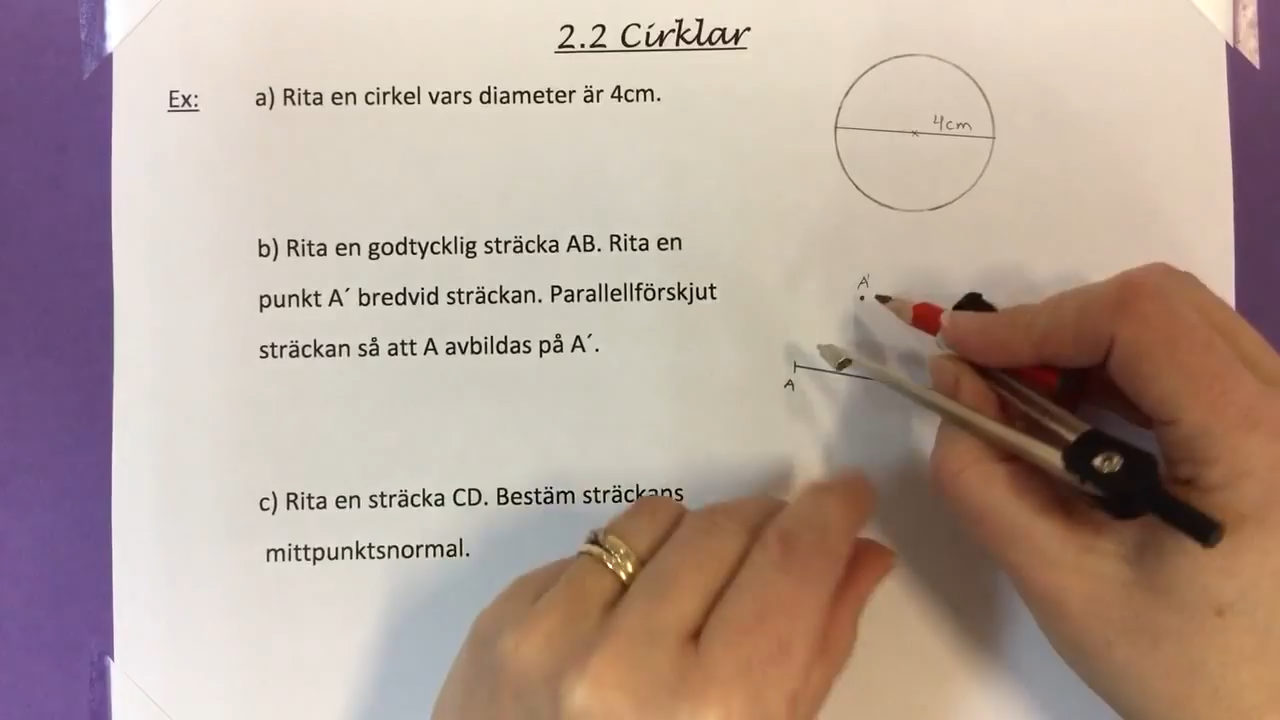 2.2 Cirklar
Ex: a) Rita en cirkel vars diameter är 4cm.
4cm
b) Rita en godtycklig sträcka AB. Rita en
punkt A´ bredvid sträckan. Parallellförskjut
sträckan så att A avbildas på A´.
A'
A
c) Rita en sträcka CD. Bestäm sträckans
mittpunktsnormal.